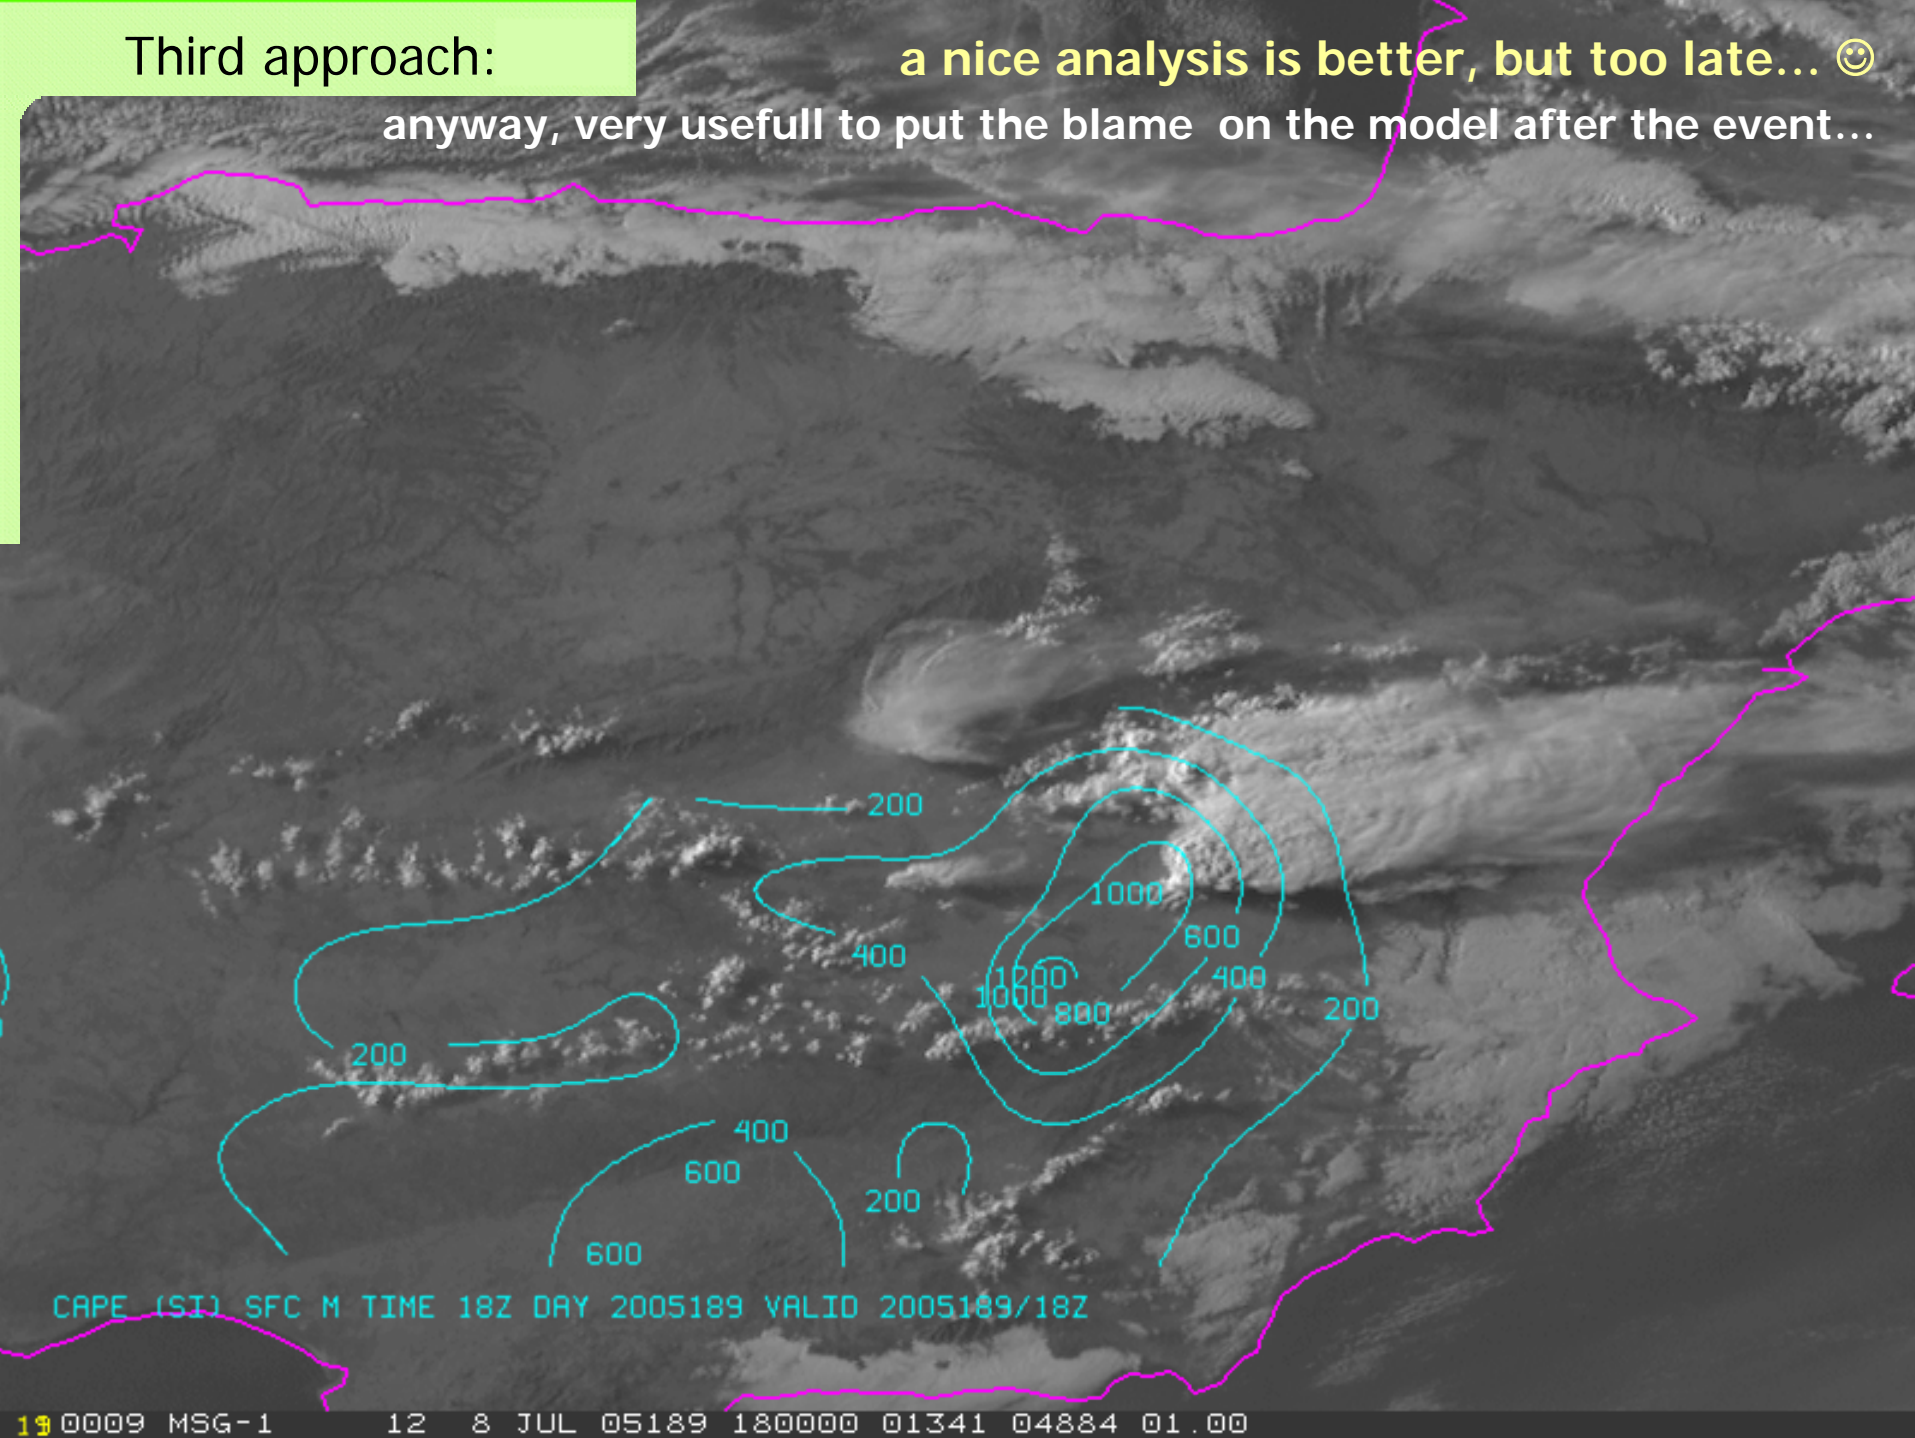 Third approach:
a nice analysis is better, but too late... ☺
anyway, very usefull to put the blame on the model after the event...
200
400
1000
600
400
1200
1000
800
200
200
400
600
200
600
CAPE (SI) SFC M TIME 18Z DAY 2005189 VALID 2005189/18Z
0009 MSG-1 12 8 JUL 05189 180000 01341 04884 01.00